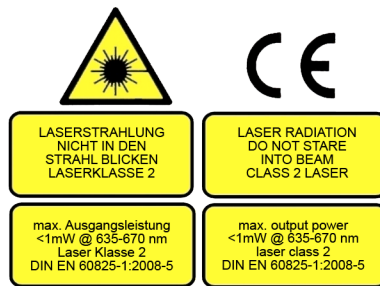 CE
LASERSTRAHLUNG
NICHT IN DEN
STRAHL BLICKEN
LASERKLASSE 2
LASER RADIATION
DO NOT STARE
INTO BEAM
CLASS 2 LASER
max. Ausgangsleistung
<1mW @ 635-670 nm
Laser Klasse 2
DIN EN 60825-1:2008-5
max. output power
<1mW @ 635-670 nm
laser class 2
DIN EN 60825-1:2008-5